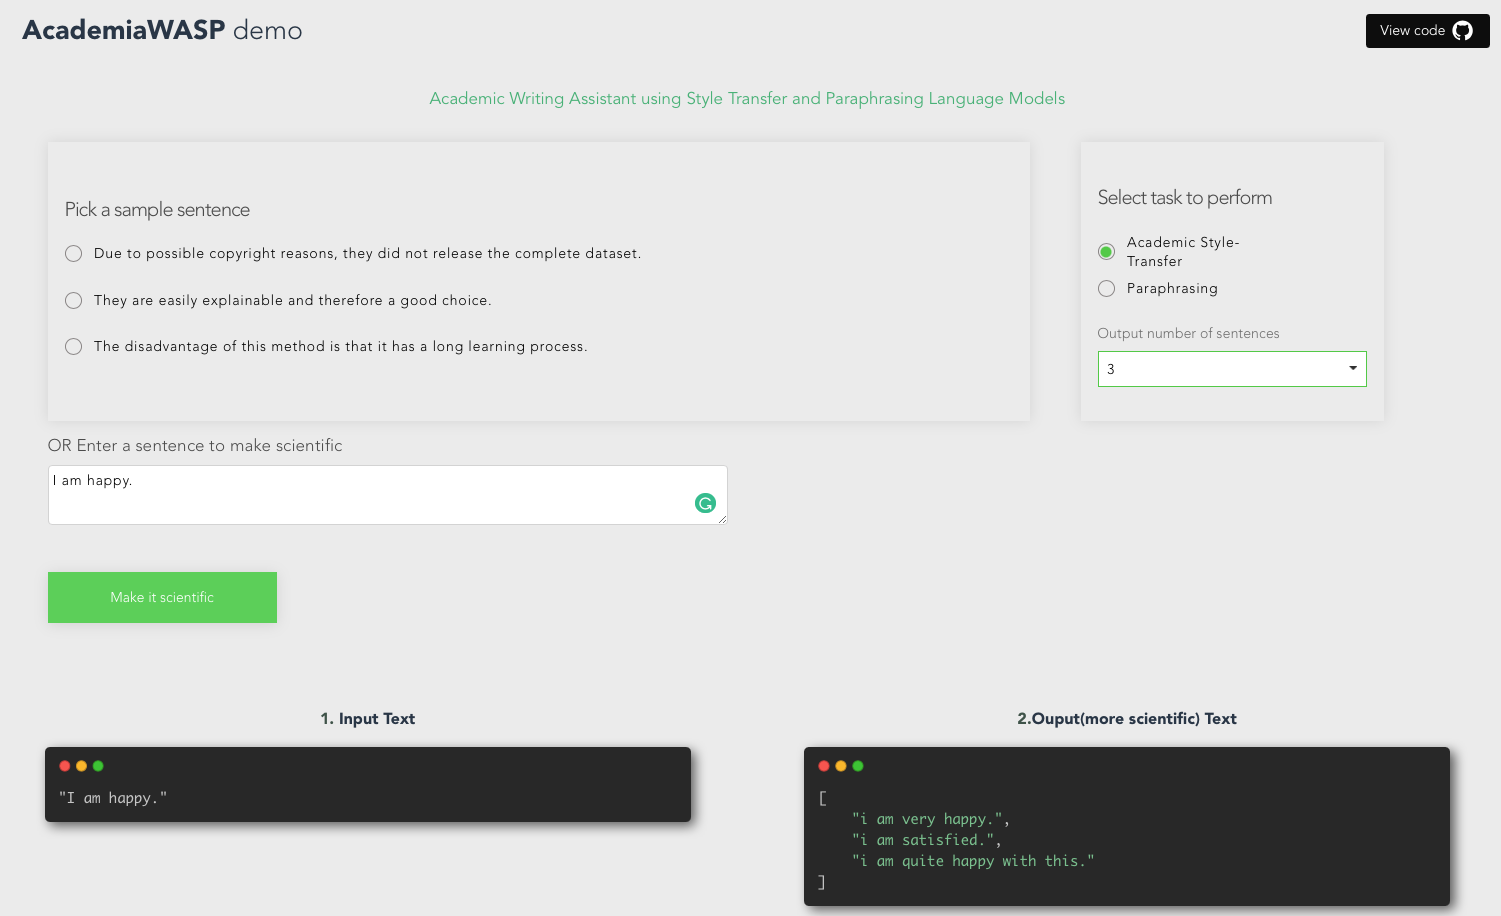 AcademiaWASP demo
View code
Academic Writing Assistant using Style Transfer and Paraphrasing Language Models
Pick a sample sentence
Due to possible copyright reasons, they did not release the complete dataset.
They are easily explainable and therefore a good choice.
The disadvantage of this method is that it has a long learning process.
Select task to perform
Academic Style-
Transfer
Paraphrasing
Output number of sentences
3
OR Enter a sentence to make scientific
I am happy.
Make it scientific
1. Input Text
"I am happy."
2.Ouput(more scientific) Text
[
"i am very happy.",
"i am satisfied.",
"i am quite happy with this."
]